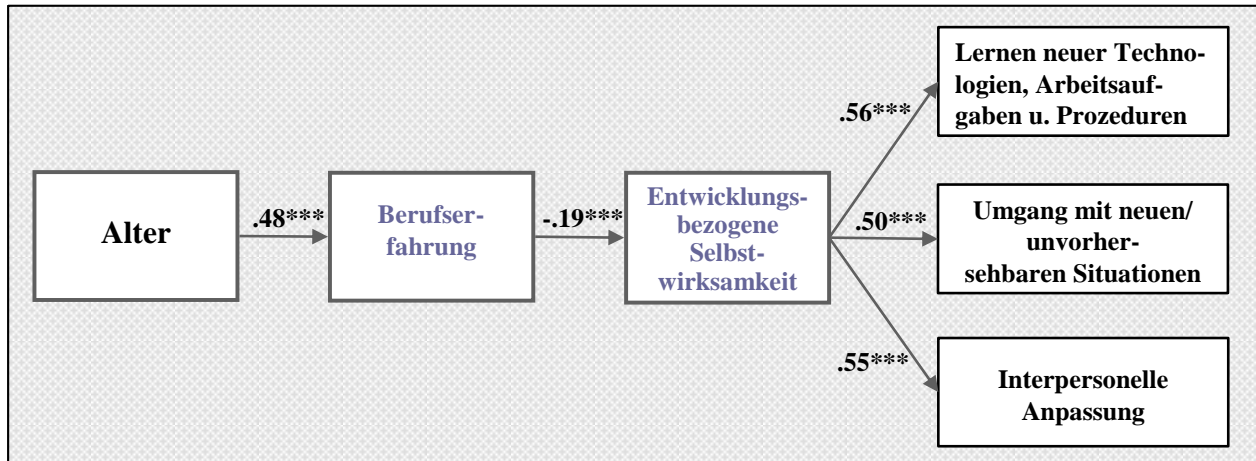 Lernen neuer Techno-
logien, Arbeitsauf-
gaben u. Prozeduren
.56***
Alter
.48***
Berufser-
fahrung
-.19***
Entwicklungs-
bezogene
Selbst-
wirksamkeit
.50***
Umgang mit neuen/
unvorher-
sehbaren Situationen
.55***
Interpersonelle
Anpassung